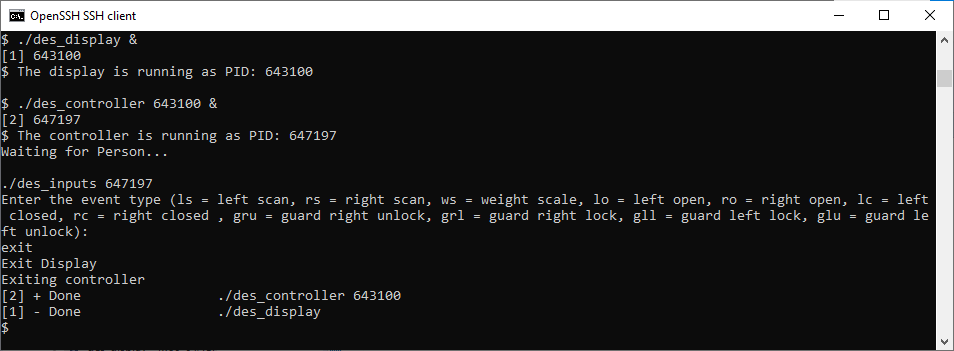 OpenSSH SSH client
$ ./des_display &
[1] 643100
$ The display is running as PID: 643100
$ ./des_controller 643100 &
[2] 647197
$ The controller is running as PID: 647197
Waiting for Person...
./des_inputs 647197
Enter the event type (ls = left scan, rs = right scan, ws = weight scale, lo = left open, ro = right open, lc = left
 closed, rc = right closed , gru = guard right unlock, grl = guard right lock, gll = guard left lock, glu = guard le
ft unlock):
exit
Exit Display
Exiting controller
[2] + Done                 ./des_controller 643100
[1] - Done                 ./des_display
$